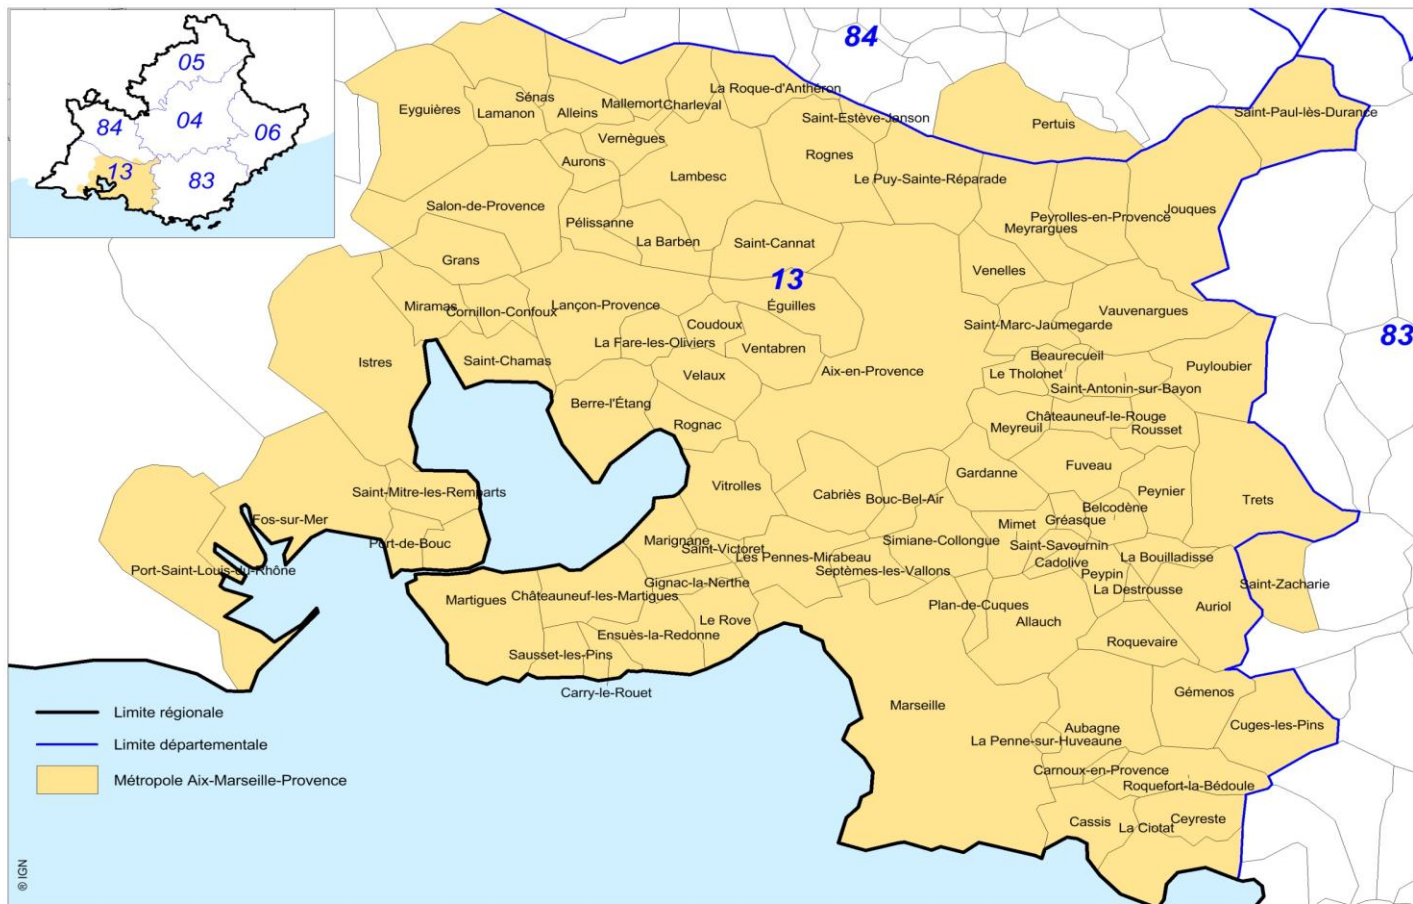 05
84
04
06
13
83
84
83
13
La Roque-d'Anthéron
Sénas
Mallemort
Charleval
Eyguières
Lamanon
Alleins
Saint-Estève-Janson
Pertuis
Saint-Paul-lès-Durance
Vernègues
Aurons
Rognes
Lambesc
Le Puy-Sainte-Réparade
Salon-de-Provence
Pélissanne
Peyrolles-en-Provence
Jouques
Meyrargues
La Barben
Saint-Cannat
Grans
Venelles
Miramas
Cornillon-Confoux
Lançon-Provence
Éguilles
Vauvenargues
Coudoux
Saint-Marc-Jaumegarde
La Fare-les-Oliviers
Ventabren
Istres
Saint-Chamas
Beaurecueil
Puyloubier
Velaux
Aix-en-Provence
Le Tholonet
Saint-Antonin-sur-Bayon
Berre-l'Étang
Châteauneuf-le-Rouge
Rognac
Meyreuil
Rousset
Gardanne
Fuveau
Vitrolles
Cabriès
Bouc-Bel-Air
Peynier
Trets
Saint-Mitre-les-Remparts
Belcodène
Fos-sur-Mer
Mimet
Gréasque
Port-de-Bouc
Marignane
Saint-Victoret
Simiane-Collongue
Saint-Savournin
Les Pennes-Mirabeau
La Bouilladisse
Cadolive
Port-Saint-Louis-du-Rhône
Septèmes-les-Vallons
Peypin
Gignac-la-Nerthe
Saint-Zacharie
La Destrousse
Martigues
Châteauneuf-les-Martigues
Plan-de-Cuques
Auriol
Le Rove
Allauch
Ensuès-la-Redonne
Roquevaire
Sausset-les-Pins
Carry-le-Rouet
Gémenos
Marseille
Cuges-les-Pins
Aubagne
La Penne-sur-Huveaune
Carnoux-en-Provence
Roquefort-la-Bédoule
Cassis
La Ciotat
Ceyreste
Limite régionale
Limite départementale
Métropole Aix-Marseille-Provence
® IGN